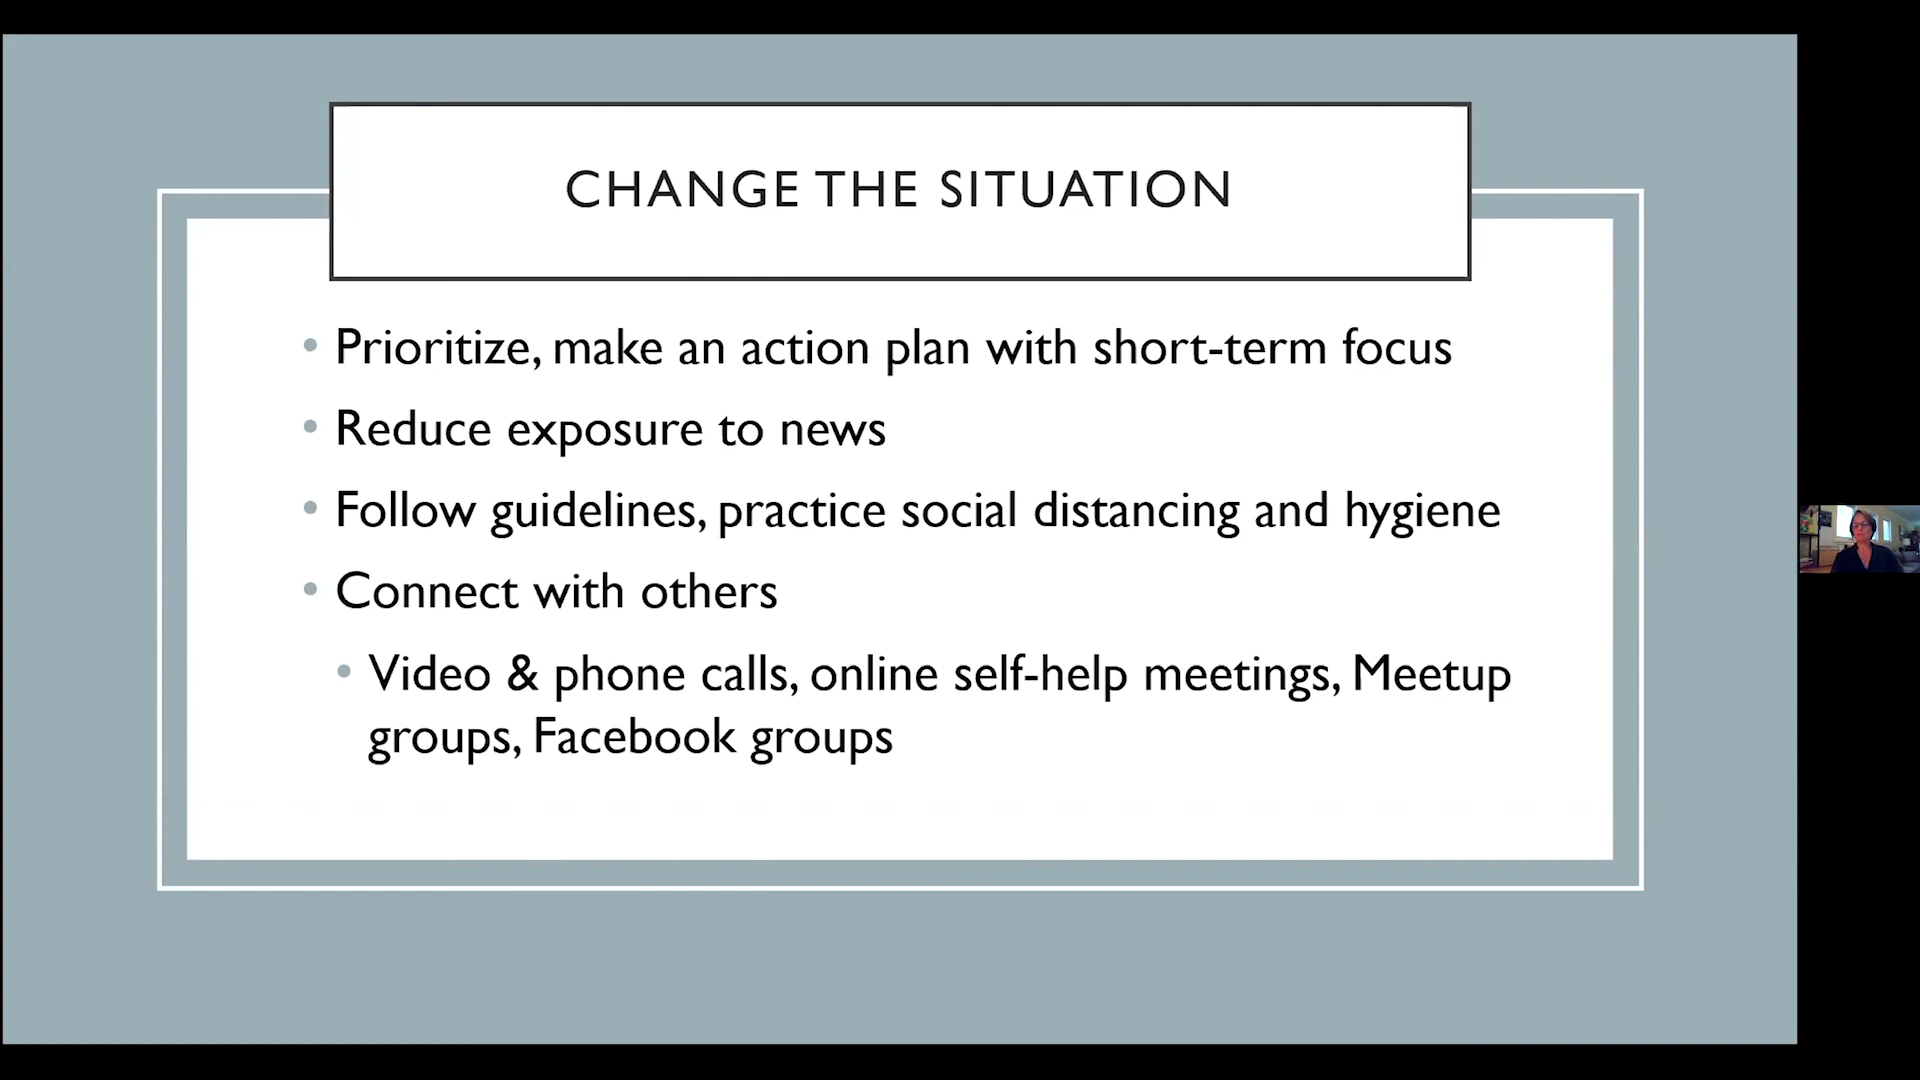 CHANGE THE SITUATION
• Prioritize, make an action plan with short-term focus
• Reduce exposure to news
• Follow guidelines, practice social distancing and hygiene
• Connect with others
• Video & phone calls, online self-help meetings, Meetup
groups, Facebook groups